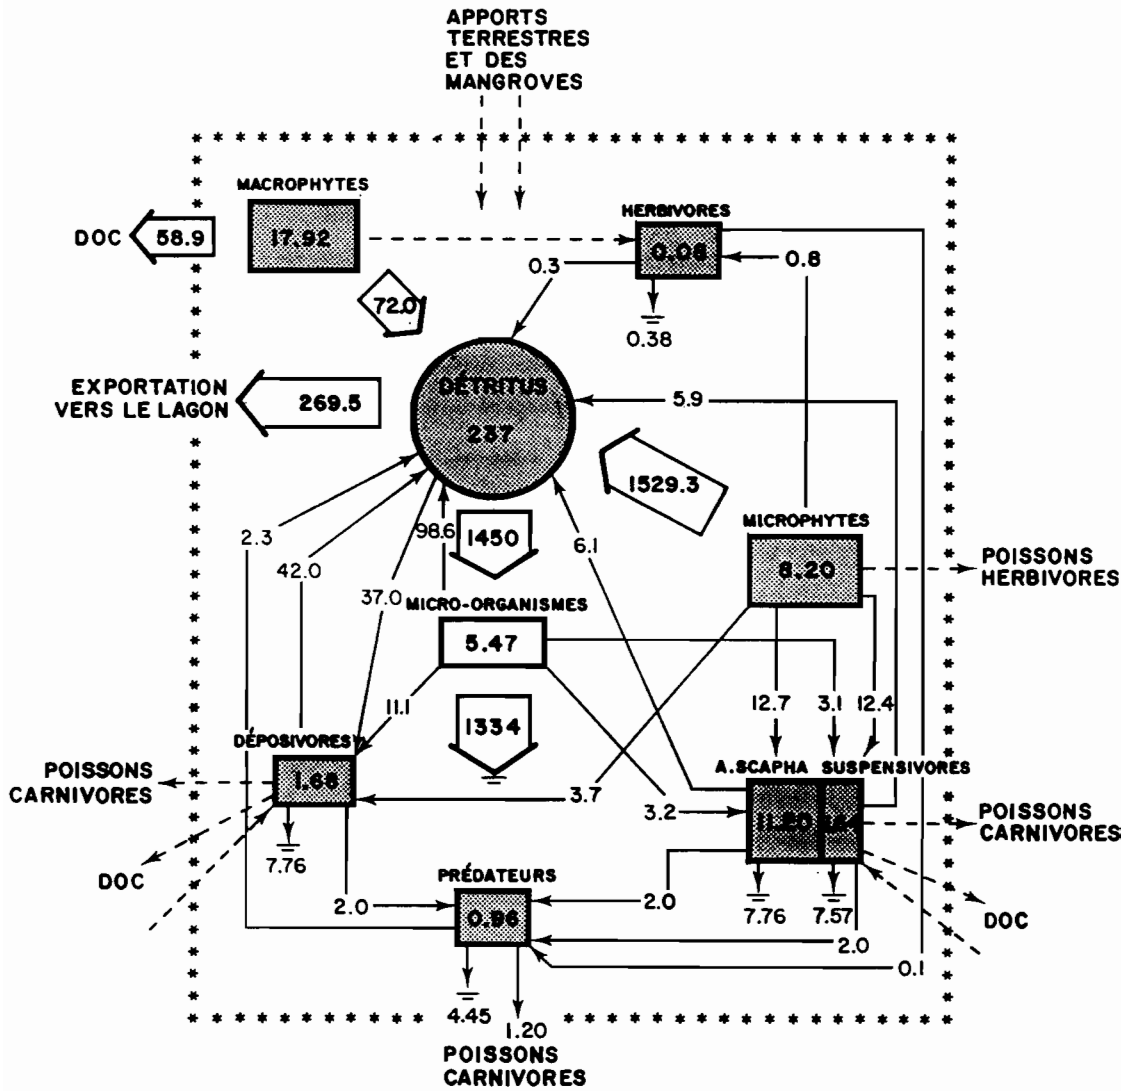 APPORTS
TERRESTRES
ET DES
MANGROVES
MACROPHYTES
HERBIVORES
DOC
58.9
17.92
0.06
0.8
0.3
72.0
0.38
EXPORTATION
VERS LE LAGON
269.5
DÉTRITUS
237
5.9
1529.3
MICROPHYTES
2.3
98.6
1450
6.1
42.0
8.20
POISSONS
HERBIVORES
37.0
MICRO-ORGANISMES
5.47
11.1
12.7
3.1
12.4
1334
DÉPOSIVORES
A.SCAPHA
SUSPENSIVORES
POISSONS
CARNIVORES
1.68
3.7
3.2
11.20
POISSONS
CARNIVORES
7.76
DOC
PRÉDATEURS
2.0
0.96
2.0
7.76
7.57
DOC
2.0
0.1
4.45
1.20
POISSONS
CARNIVORES